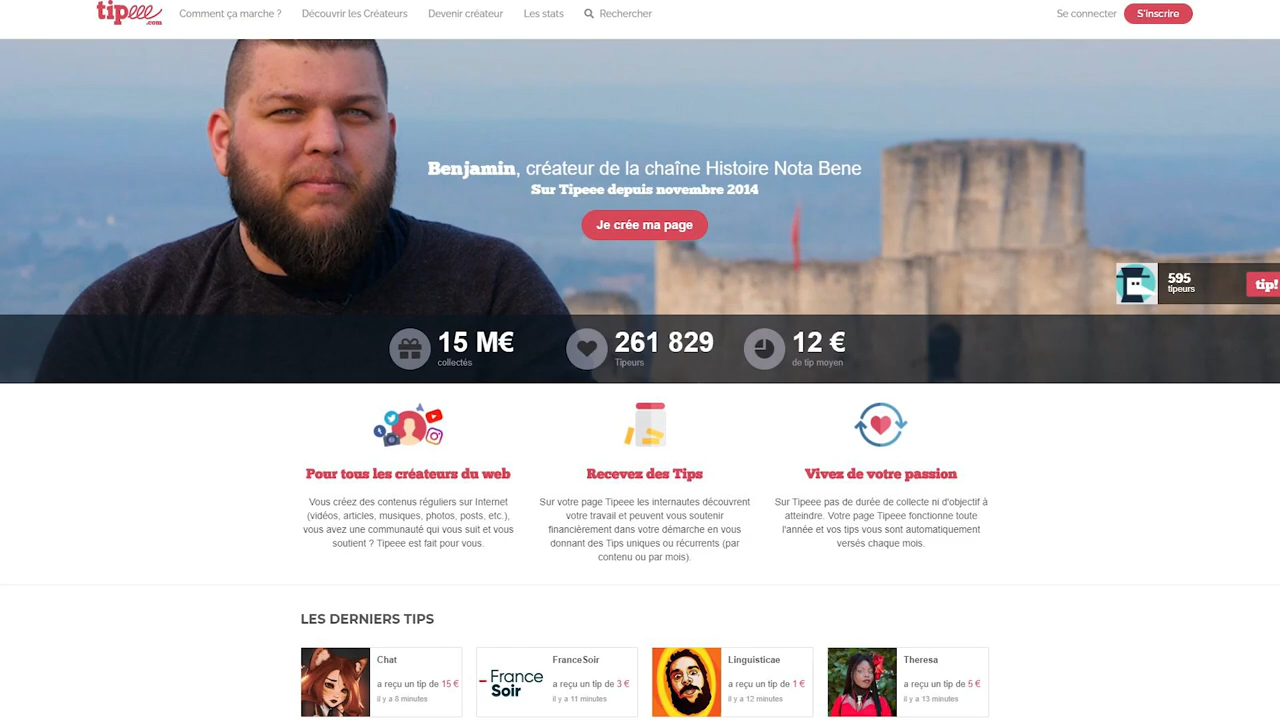 tipeee
.com
Comment ça marche ?
Découvrir les Créateurs
Devenir créateur
Les stats
Rechercher
Se connecter
S'inscrire
Benjamin, créateur de la chaîne Histoire Nota Bene
Sur Tipeee depuis novembre 2014
Je crée ma page
595
tipeurs
tip!
15 M€
collectés
261 829
Tipeurs
12 €
de tip moyen
Pour tous les créateurs du web
Vous créez des contenus réguliers sur Internet
(vidéos, articles, musiques, photos, posts, etc.),
vous avez une communauté qui vous suit et vous
soutient ? Tipeee est fait pour vous.
Recevez des Tips
Sur votre page Tipeee les internautes découvrent
votre travail et peuvent vous soutenir
financièrement dans votre démarche en vous
donnant des Tips uniques ou récurrents (par
contenu ou par mois).
Vivez de votre passion
Sur Tipeee pas de durée de collecte ni d'objectif à
atteindre. Votre page Tipeee fonctionne toute
l'année et vos tips vous sont automatiquement
versés chaque mois.
LES DERNIERS TIPS
Chat
a reçu un tip de 15 €
il y a 8 minutes
France
Soir
FranceSoir
a reçu un tip de 3 €
il y a 11 minutes
Linguisticae
a reçu un tip de 1 €
il y a 12 minutes
Theresa
a reçu un tip de 5 €
il y a 13 minutes